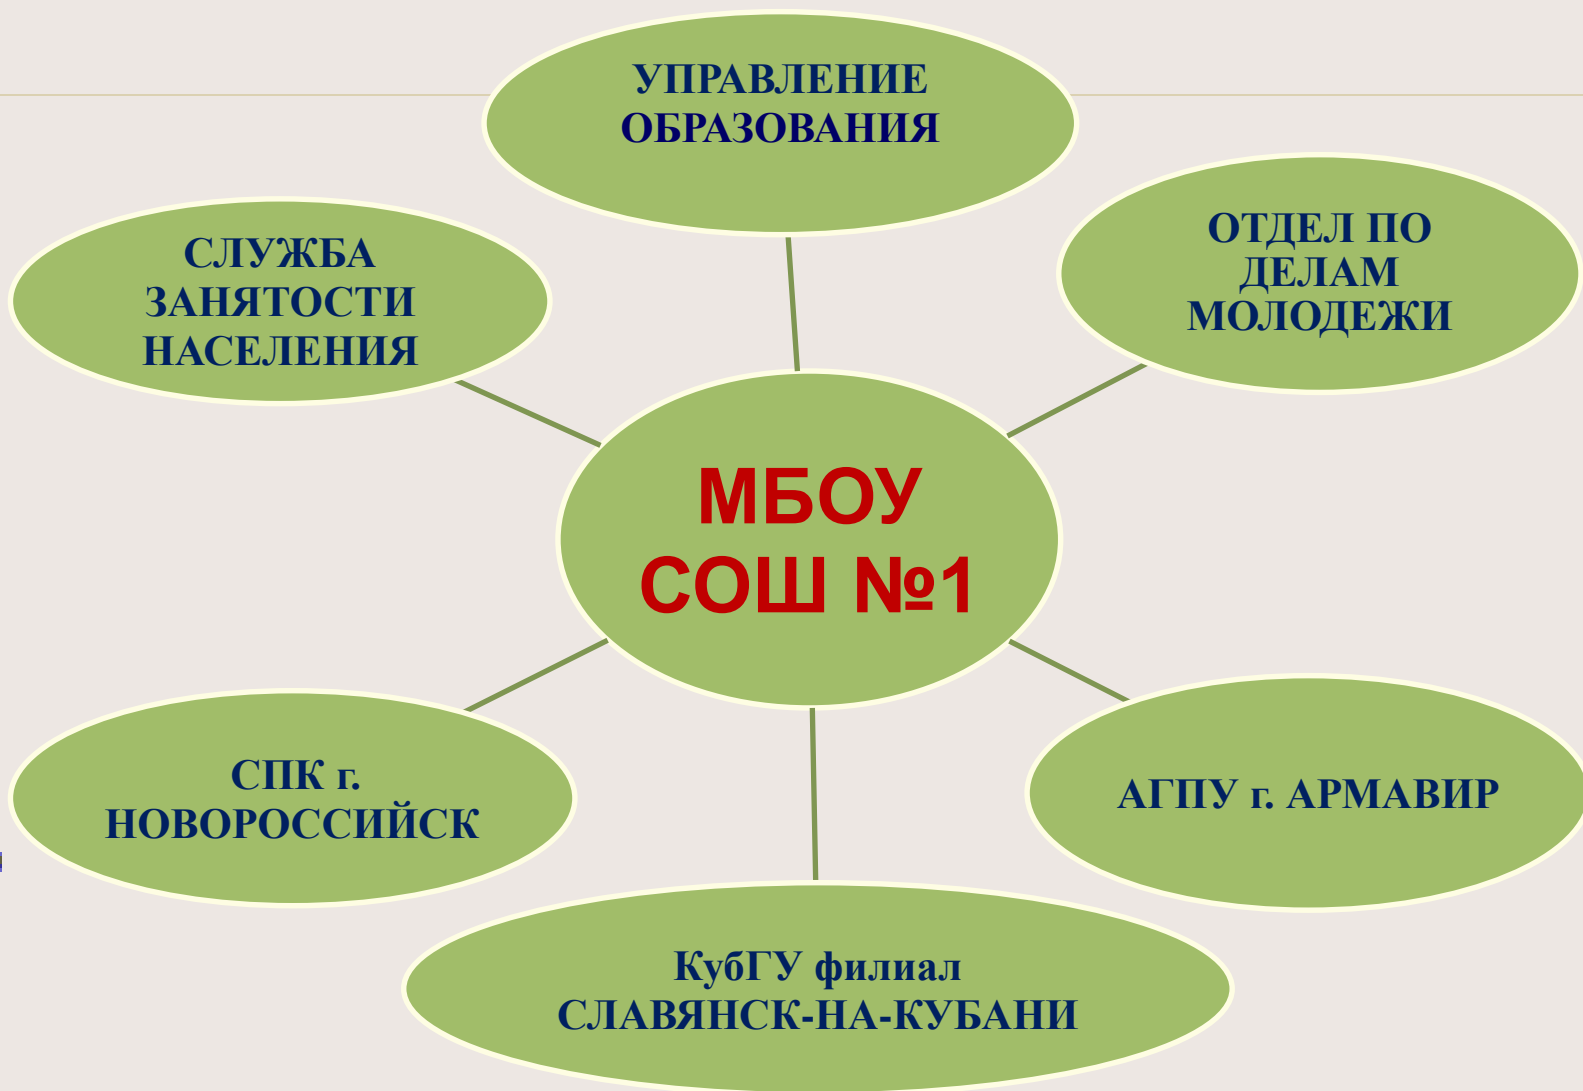 УПРАВЛЕНИЕ
ОБРАЗОВАНИЯ
ОТДЕЛ ПО
ДЕЛАМ
МОЛОДЕЖИ
СЛУЖБА
ЗАНЯТОСТИ
НАСЕЛЕНИЯ
МБОУ
СОШ №1
СПК г.
НОВОРОССИЙСК
АГПУ г. АРМАВИР
КубГУ филиал
СЛАВЯНСК-НА-КУБАНИ